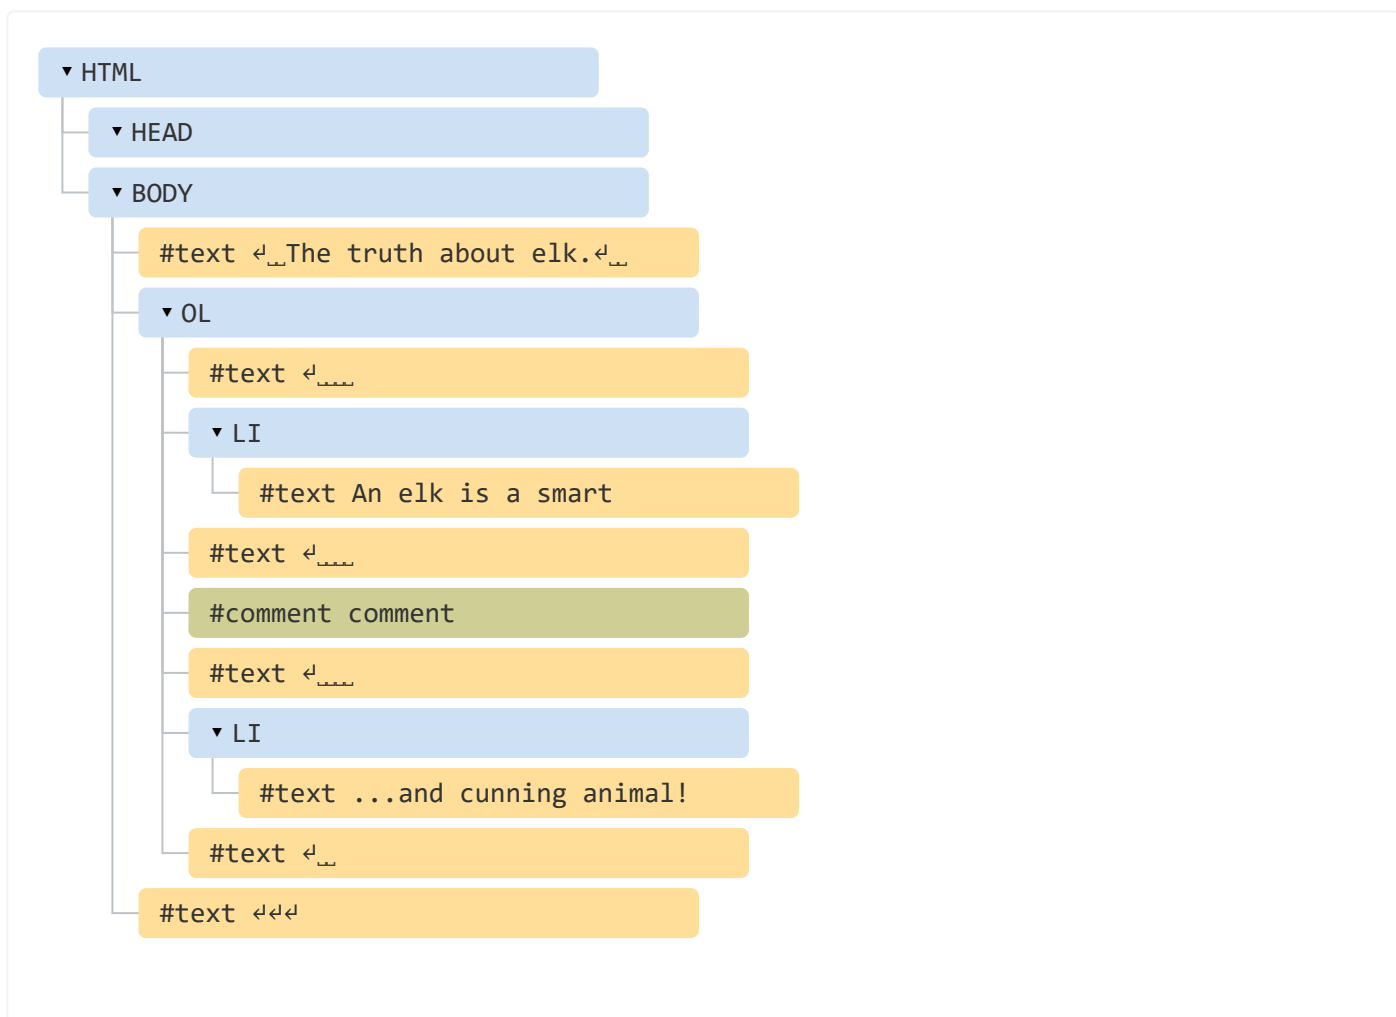 ▾ HTML
▾ HEAD
▾ BODY
#text ↵␣␣The truth about elk.↵␣␣
▾ OL
#text ↵␣␣␣␣
▾ LI
#text An elk is a smart
#text ↵␣␣␣␣
#comment comment
#text ↵␣␣␣␣
▾ LI
#text ...and cunning animal!
#text ↵␣␣
#text ↵↵↵